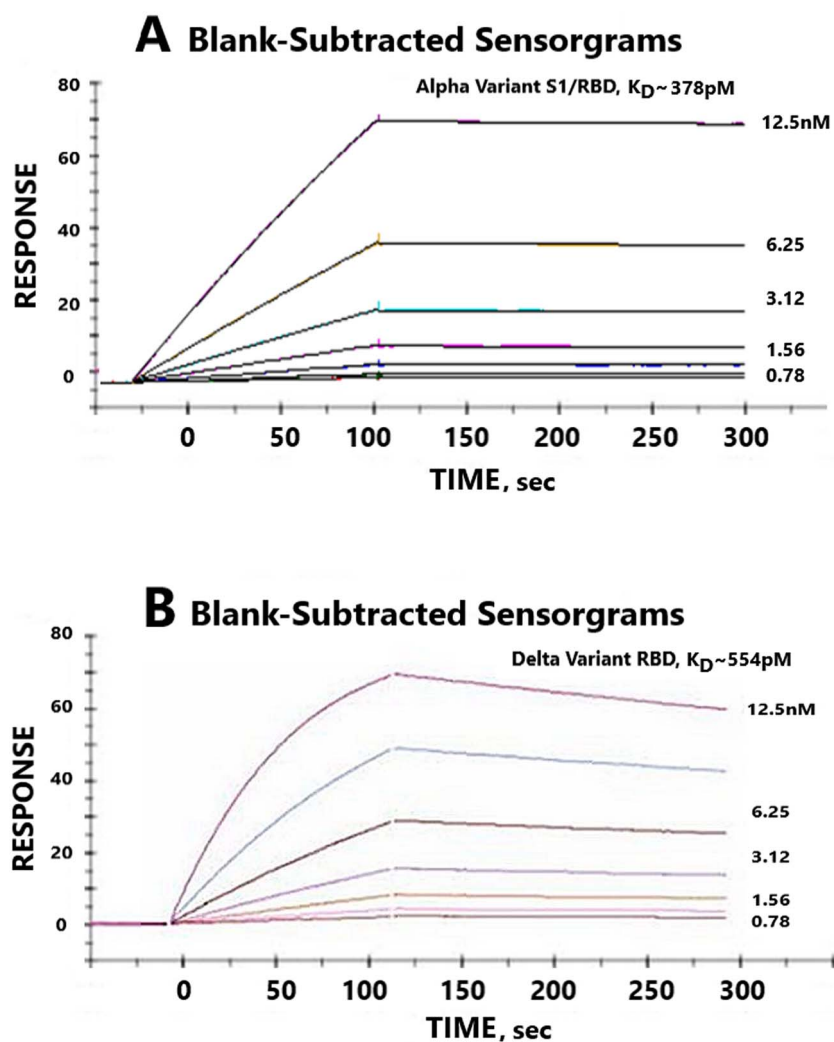 A Blank-Subtracted Sensorgrams
Alpha Variant S1/RBD, KD~ 378pM
RESPONSE
80
60
40
20
0
12.5nM
6.25
3.12
1.56
0.78
0 50 100 150 200 250 300
TIME, sec
B Blank-Subtracted Sensorgrams
Delta Variant RBD, KD~554pM
RESPONSE
80
60
40
20
0
12.5nM
6.25
3.12
1.56
0.78
0 50 100 150 200 250 300
TIME, sec